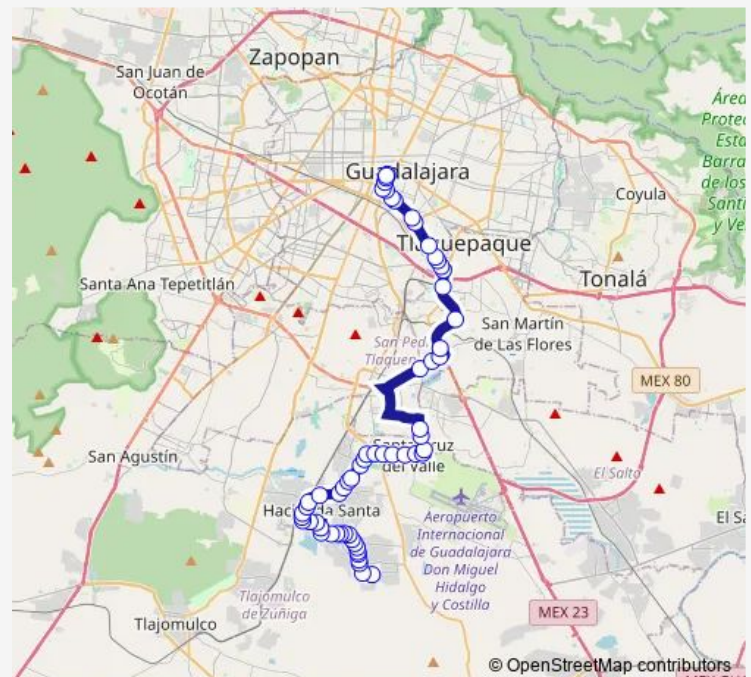 Zapopan
San Juan de
Ocotán
Área
Prote
Esta
Barra
de los
Santi
y Ve
Guadalajara
Coyula
Tlaquepaque
Tonalá
Santa Ana Tepetitlán
San Martín
de Las Flores
San Ped
Tlaquep
MEX 80
San Agustín
Santa Cruz
del Valle
El Salto
Hacienda Santa
El Sa
Aeropuerto
Internacional
de Guadalajara
Don Miguel
Hidalgo
y Costilla
Tlajomulco
de Zúñiga
Tlajomulco
MEX 23
© OpenStreetMap contributors